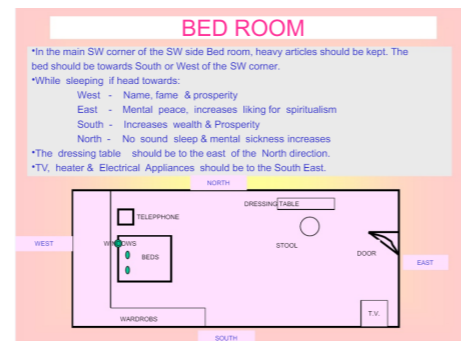 BED ROOM
•In the main SW corner of the SW side Bed room, heavy articles should be kept. The
bed should be towards South or West of the SW corner.
•While sleeping if head towards:
West - Name, fame & prosperity
East - Mental peace, increases liking for spiritualism
South - Increases wealth & Prosperity
North - No sound sleep & mental sickness increases
•The dressing table should to the east of the North direction.
•TV, heater & Electrical Appliances should be to the South East.
NORTH
DRESSING TABLE
TELEPHONE
WEST
WINDOWS
STOOL
BEDS
DOOR
EAST
T.V.
WARDROBS
SOUTH